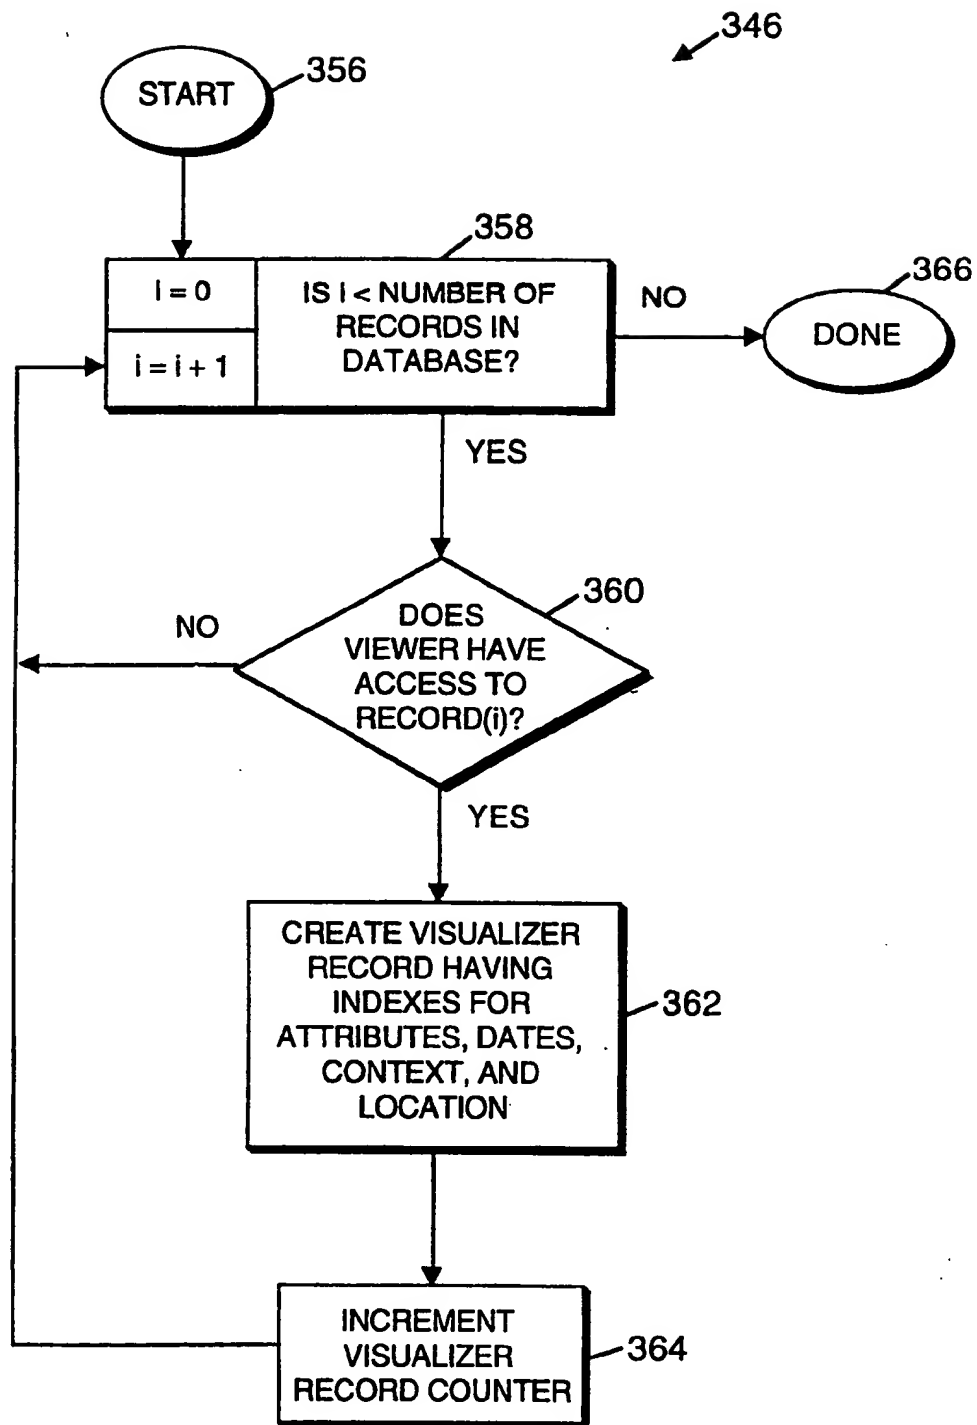 346
START
356
358
i = 0
i = i + 1
IS i < NUMBER OF
RECORDS IN
DATABASE?
NO
366
DONE
YES
360
DOES
VIEWER HAVE
ACCESS TO
RECORD(i)?
NO
YES
CREATE VISUALIZER
RECORD HAVING
INDEXES FOR
ATTRIBUTES, DATES,
CONTEXT, AND
LOCATION
362
INCREMENT
VISUALIZER
RECORD COUNTER
364